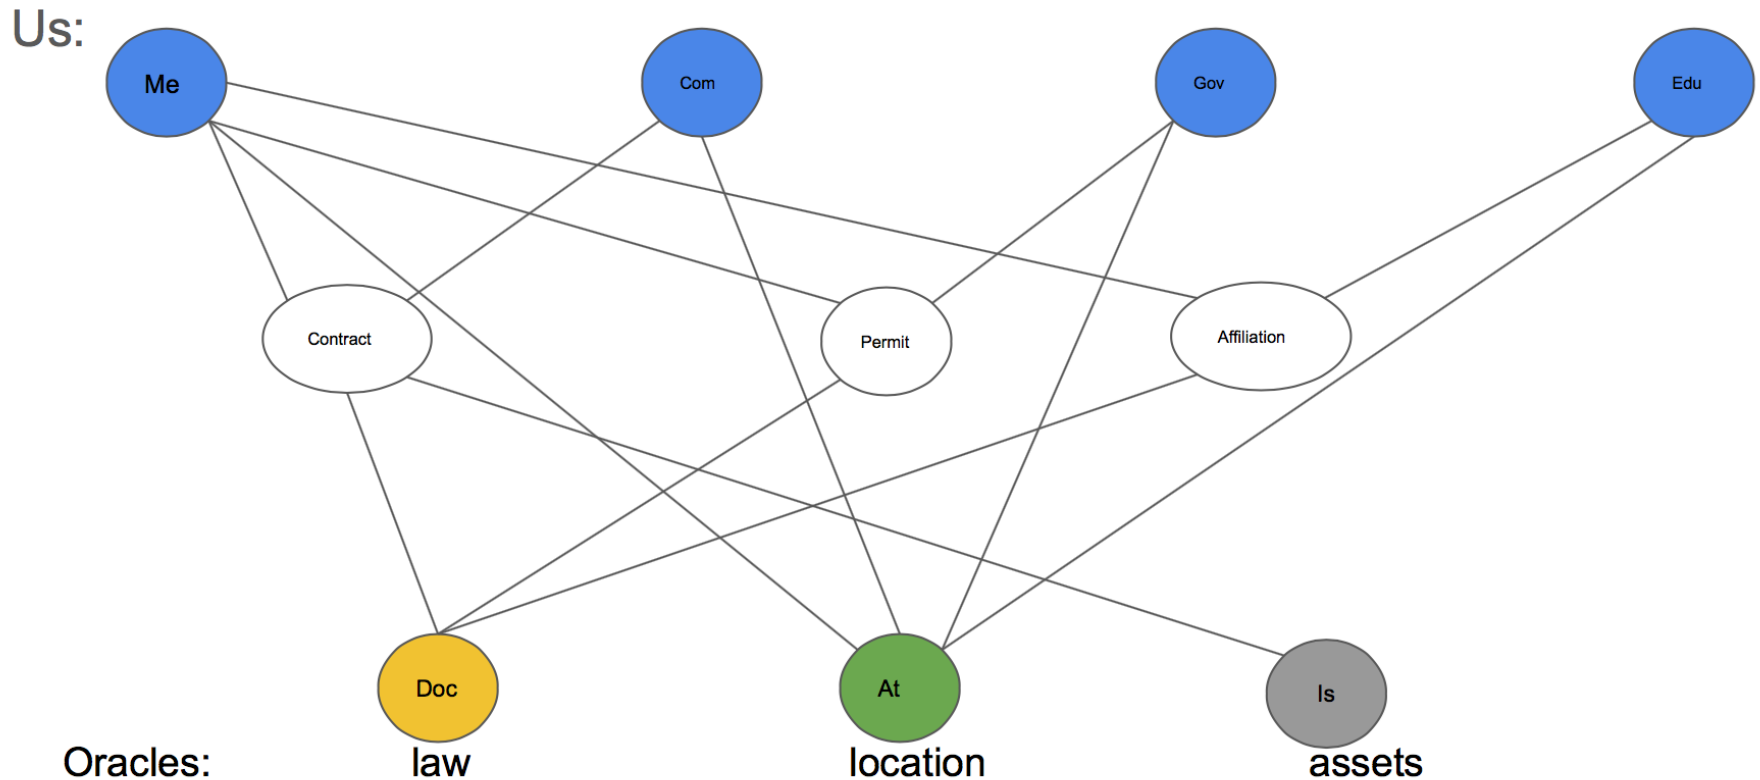 Us:
Me
Com
Gov
Edu
Contract
Permit
Affiliation
Doc
At
Is
Oracles:
law
location
assets